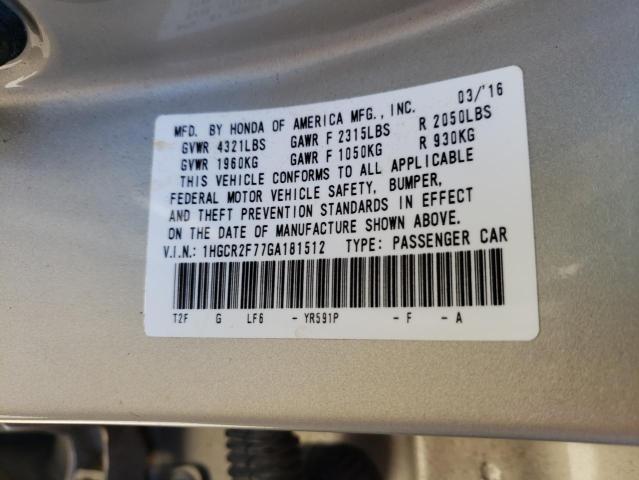 MFD. BY HONDA OF AMERICA MFG., INC. 03/'16
GVWR 4321LBS GAWR F 2315LBS R 2050LBS
GVWR 1960KG GAWR F 1050KG R 930KG
THIS VEHICLE CONFORMS TO ALL APPLICABLE
FEDERAL MOTOR VEHICLE SAFETY, BUMPER,
AND THEFT PREVENTION STANDARDS IN EFFECT
ON THE DATE OF MANUFACTURE SHOWN ABOVE.
V.I.N.: 1HGCR2F77GA181512 TYPE: PASSENGER CAR
T2F G LF6 - YR591P - F - A